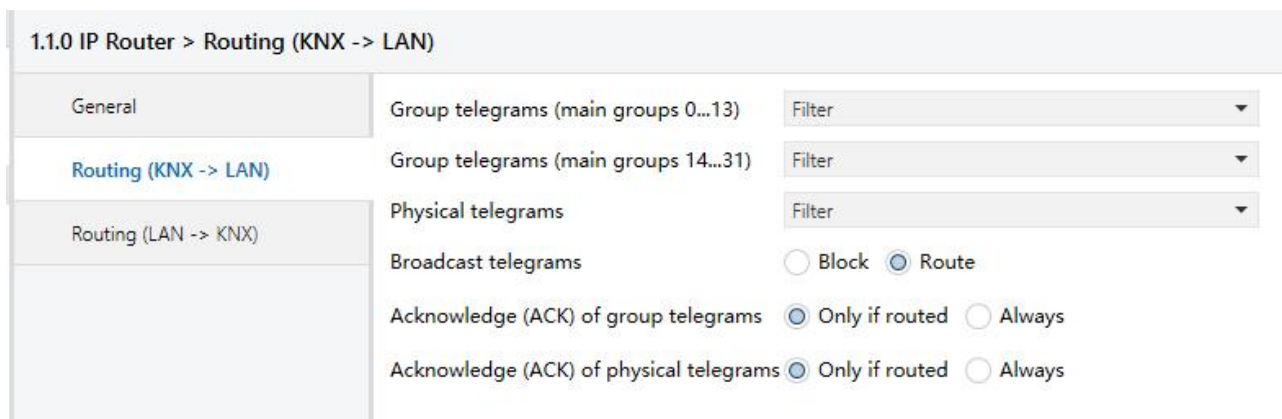 1.1.0 IP Router > Routing (KNX -> LAN)
General
Routing (KNX -> LAN)
Routing (LAN -> KNX)
Group telegrams (main groups 0...13) Filter
Group telegrams (main groups 14...31) Filter
Physical telegrams Filter
Broadcast telegrams Block Route
Acknowledge (ACK) of group telegrams Only if routed Always
Acknowledge (ACK) of physical telegrams Only if routed Always